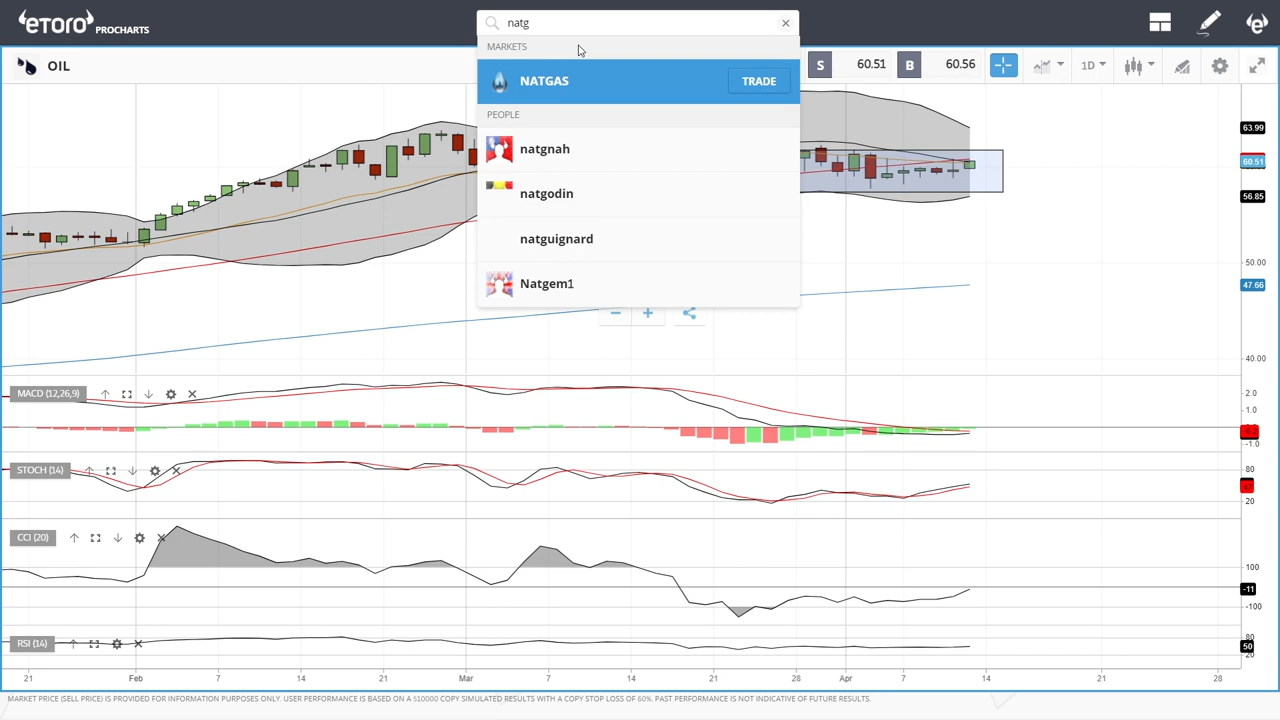 etoro PROCHARTS
natg
MARKETS
NATGAS
TRADE
PEOPLE
natgnah
natgodin
natguignard
Natgem1
OIL
S 60.51 B 60.56
1D
63.99
60.51
56.85
50.00
47.66
40.00
MACD (12,26,9)
2.0
1.0
-1.0
STOCH (14)
80
20
CCI (20)
100
-11
-100
RSI (14)
80
50
20
21 Feb 7 14 21 Mar 7 14 21 28 Apr 7 14 21 28
MARKET PRICE (SELL PRICE) IS PROVIDED FOR INFORMATION PURPOSES ONLY. USER PERFORMANCE IS BASED ON A $10000 COPY SIMULATED RESULTS WITH A COPY STOP LOSS OF 60%. PAST PERFORMANCE IS NOT INDICATIVE OF FUTURE RESULTS.